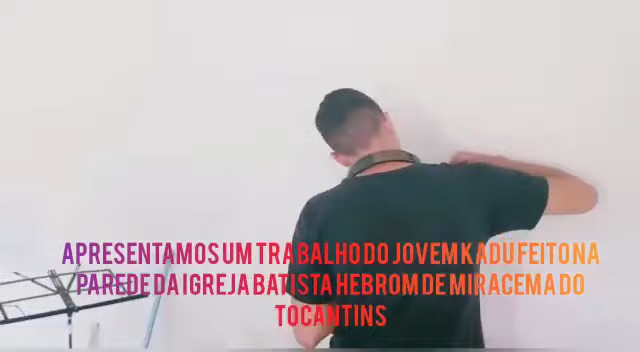 APRESENTAMOS UM TRABALHO DO JOVEM KADU FEITO NA
PAREDE DA IGREJA BATISTA HEBROM DE MIRACEMA DO
TOCANTINS